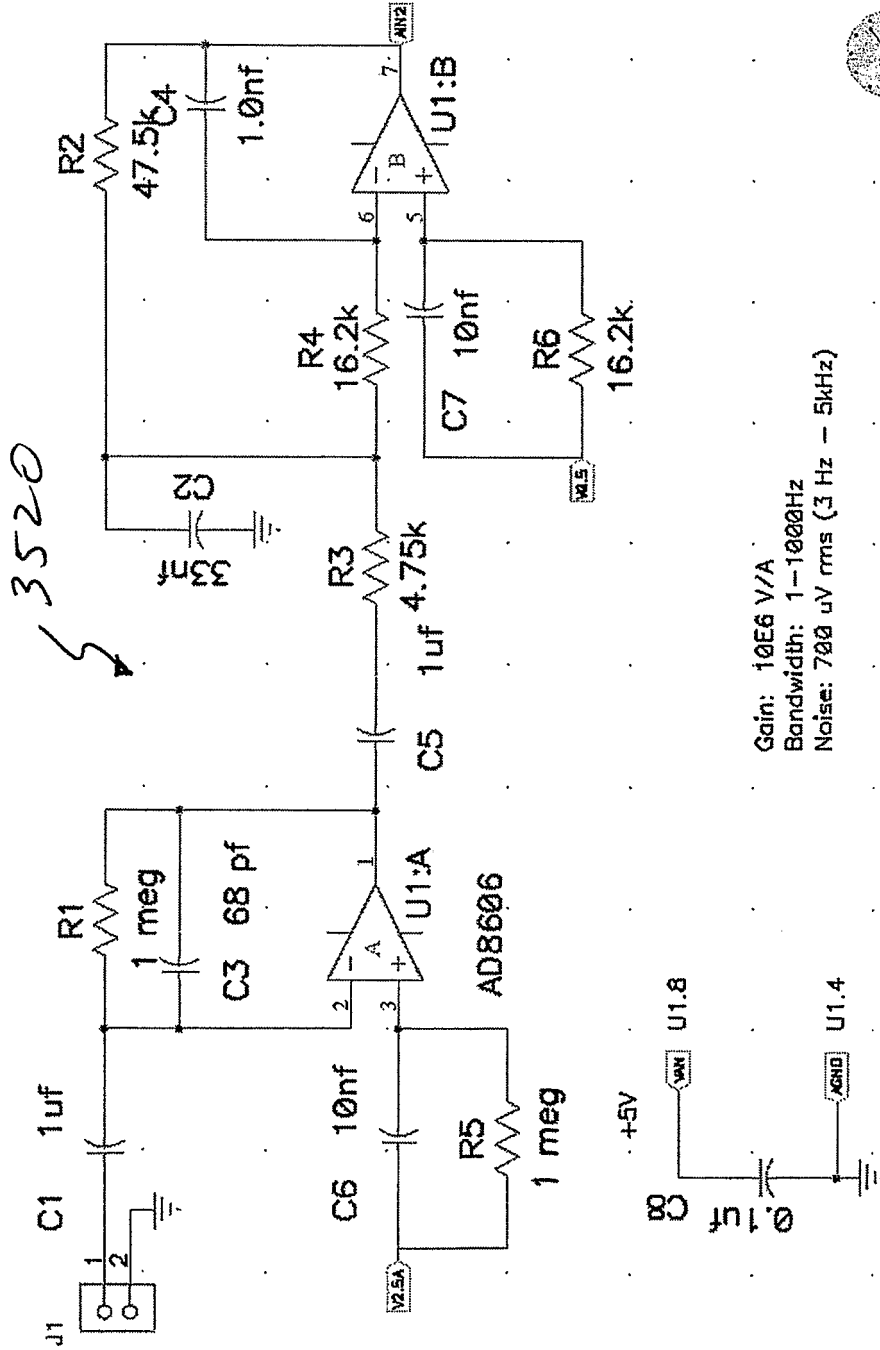 3520
J1
1
2
C1
1uf
R1
1 meg
C3
68 pf
2
3
A
1
U1:A
AD8606
C6
10nf
R5
1 meg
V2.5A
C5
1uf
R3
4.75k
C2
33nf
R2
47.5k
C4
1.0nf
R4
16.2k
6
5
B
7
U1:B
AIN2
C7
10nf
R6
16.2k
V2.5
+5V
C8
0.1uf
VAN
U1.8
AGND
U1.4
Gain: 10E6 V/A
Bandwidth: 1-1000Hz
Noise: 700 uV rms (3 Hz - 5kHz)